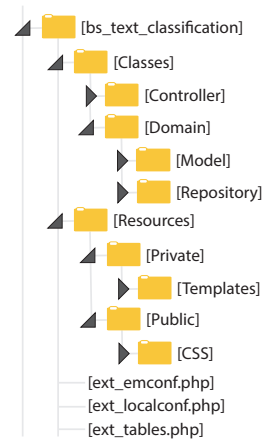 [bs_text_classification]
[Classes]
[Controller]
[Domain]
[Model]
[Repository]
[Resources]
[Private]
[Templates]
[Public]
[CSS]
[ext_emconf.php]
[ext_localconf.php]
[ext_tables.php]